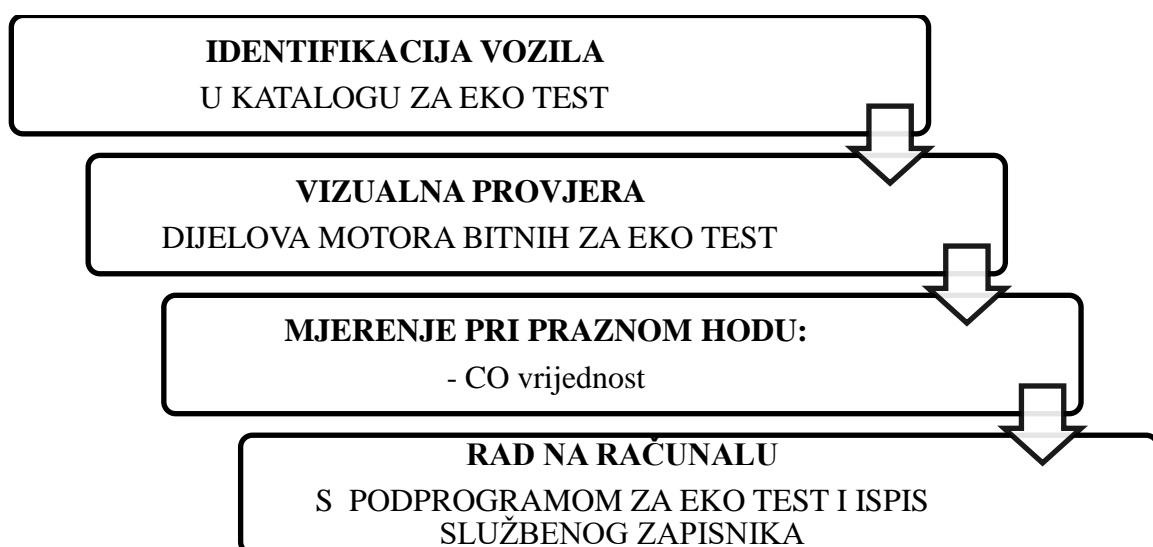 IDENTIFIKACIJA VOZILA
U KATALOGU ZA EKO TEST
VIZUALNA PROVJERA
DIJELOVA MOTORA BITNIH ZA EKO TEST
MJERENJE PRI PRAZNOM HODU:
- CO vrijednost
RAD NA RAČUNALU
S PODPROGRAMOM ZA EKO TEST I ISPIS
SLUŽBENOG ZAPISNIKA